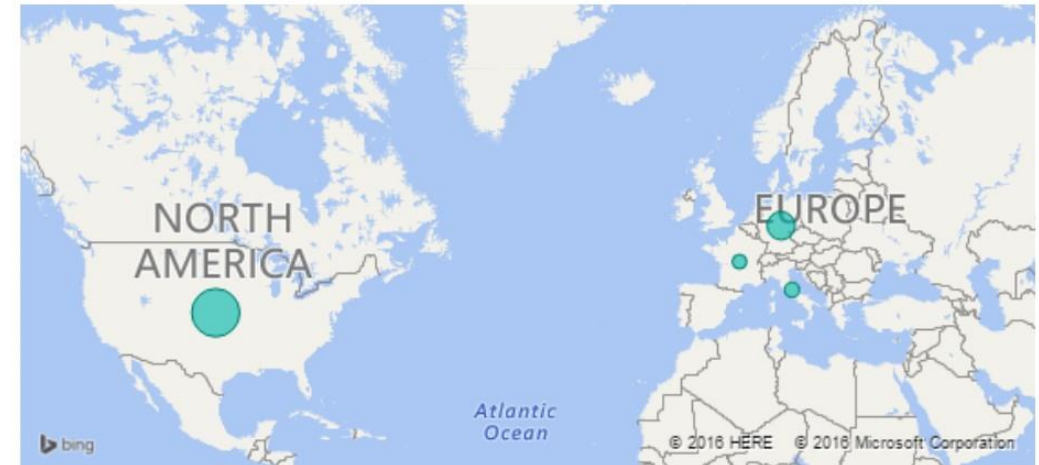 NORTH
AMERICA
EUROPE
Atlantic
Ocean
bing
© 2016 HERE © 2016 Microsoft Corporation